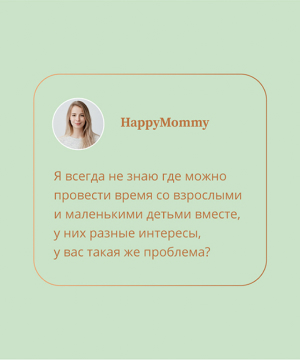 HappyMommy
Я всегда не знаю где можно
провести время со взрослыми
и маленькими детьми вместе,
у них разные интересы,
у вас такая же проблема?